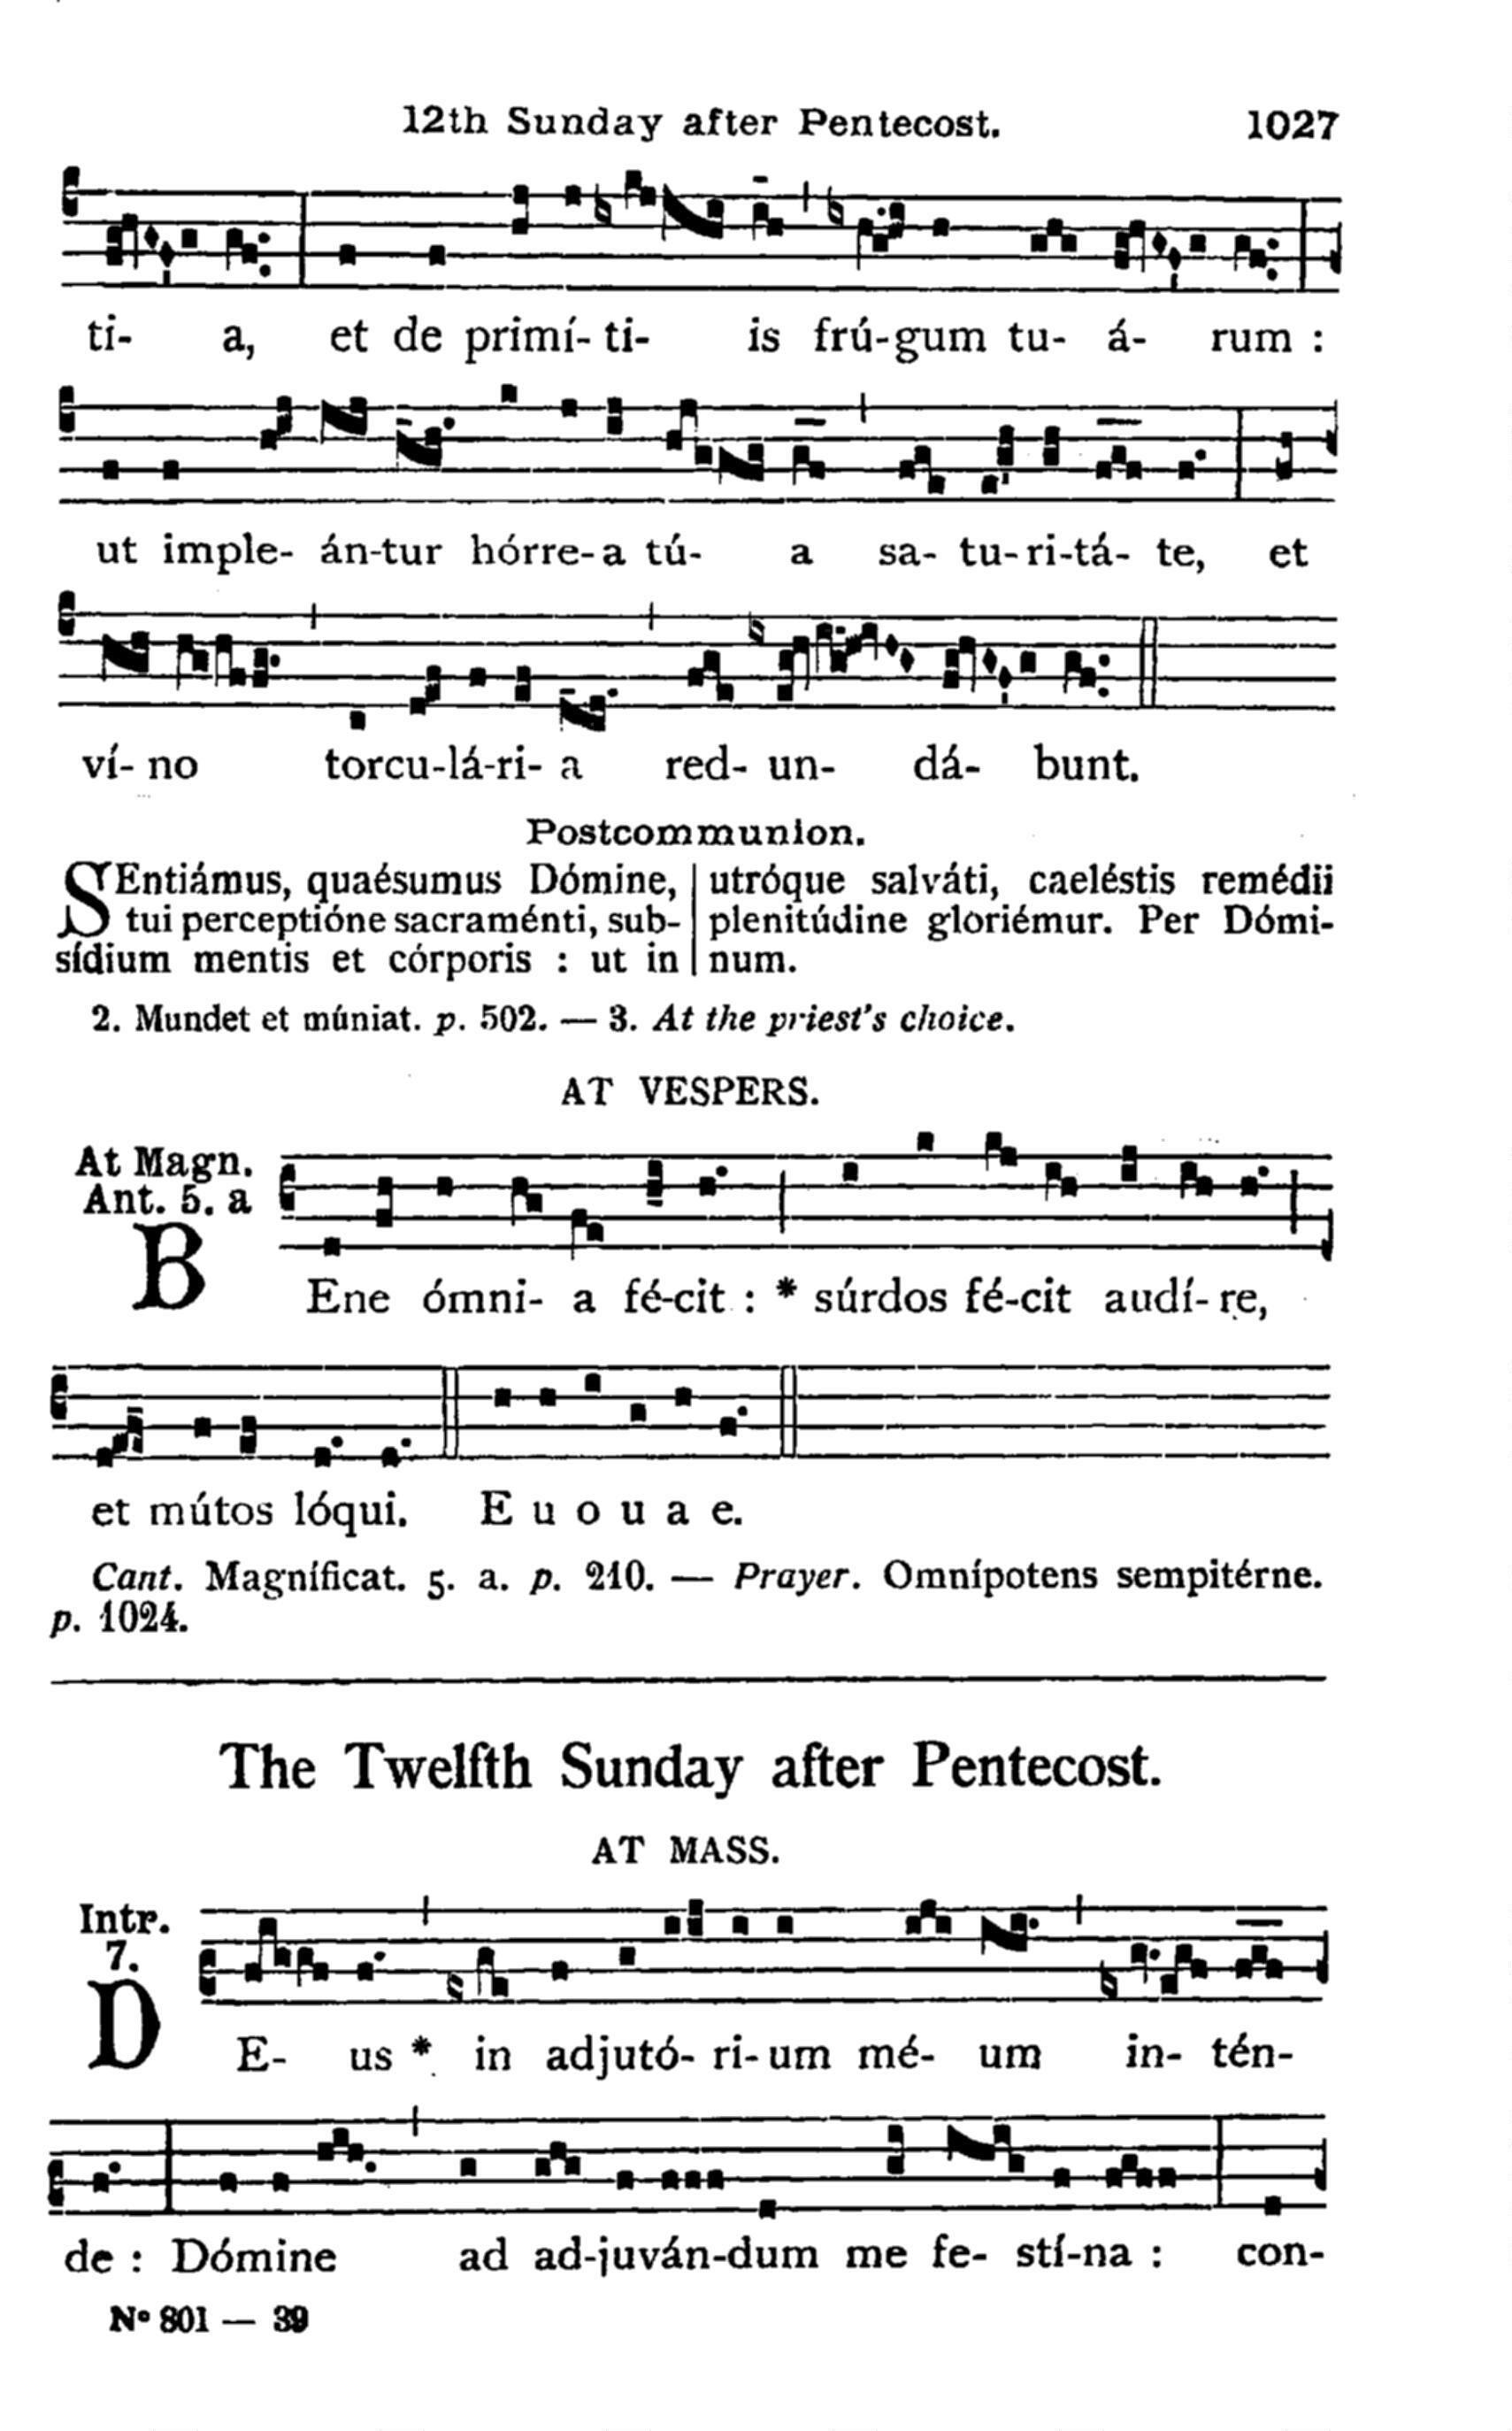 12th Sunday after Pentecost. 1027
ti- a, et de primí- ti- is frú-gum tu- á- rum :
ut imple- án-tur hórre- a tú- a sa- tu- ri-tá- te, et
ví- no torcu-lá-ri- a red- un- dá- bunt.
Postcommunion.
SEntiámus, quaésumus Dómine,
tui perceptióne sacraménti, sub-
sídium mentis et córporis : ut in
utróque salváti, caeléstis remédii
plenitúdine gloriémur. Per Dómi-
num.
2. Mundet et múniat. p. 502. — 3. At the priest's choice.
AT VESPERS.
At Magn.
Ant. 5. a
BEne ómni- a fé-cit : * súrdos fé-cit audí- re,
et mútos lóqui. E u o u a e.
Cant. Magníficat. 5. a. p. 210. — Prayer. Omnípotens sempitérne.
p. 1024.
The Twelfth Sunday after Pentecost.
AT MASS.
Intr.
7.
DE- us * in adjutó- ri- um mé- um in- tén-
de : Dómine ad ad-juván-dum me fe- stí-na : con-
Nº 801 — 39